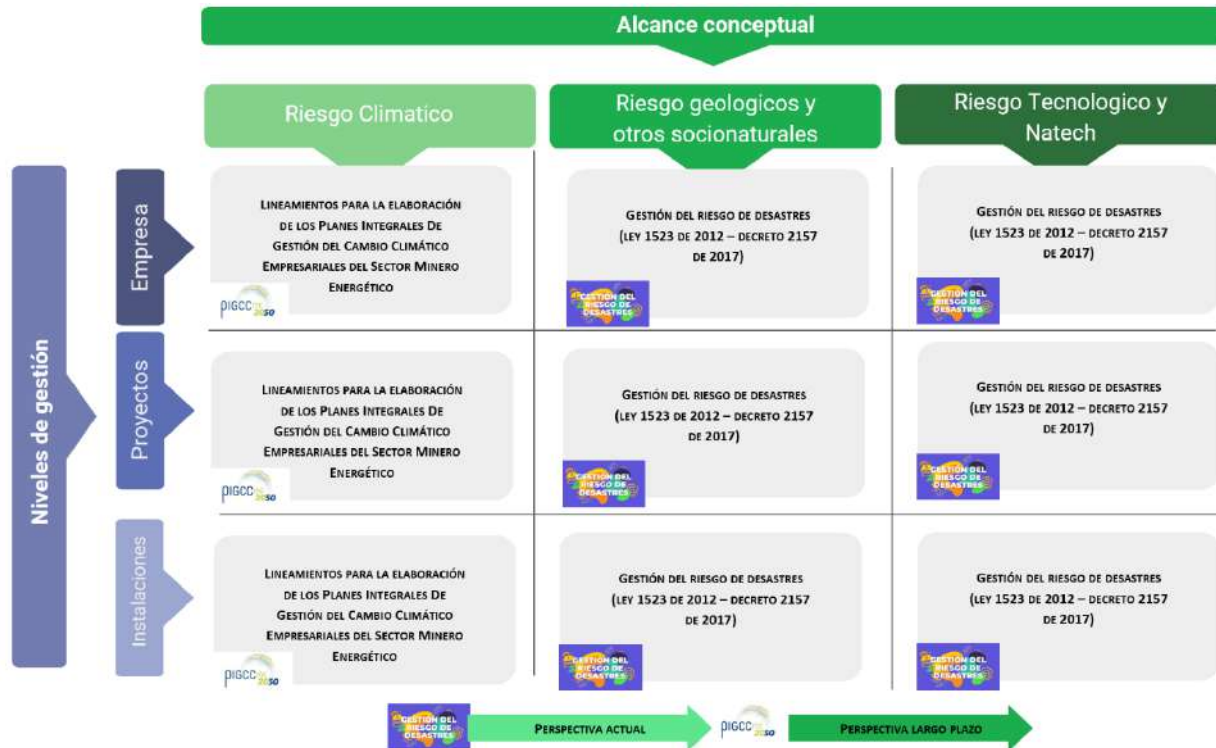 Alcance conceptual
Riesgo Climatico
Riesgo geologicos y
otros socionaturales
Riesgo Tecnologico y
Natech
Niveles de gestión
Empresa
LINEAMIENTOS PARA LA ELABORACIÓN
DE LOS PLANES INTEGRALES DE
GESTIÓN DEL CAMBIO CLIMÁTICO
EMPRESARIALES DEL SECTOR MINERO
ENERGÉTICO
PIGCC
2050
GESTIÓN DEL RIESGO DE DESASTRES
(LEY 1523 DE 2012 – DECRETO 2157
DE 2017)
GESTIÓN DEL
RIESGO DE
DESASTRES
GESTIÓN DEL RIESGO DE DESASTRES
(LEY 1523 DE 2012 – DECRETO 2157
DE 2017)
GESTIÓN DEL
RIESGO DE
DESASTRES
Proyectos
LINEAMIENTOS PARA LA ELABORACIÓN
DE LOS PLANES INTEGRALES DE
GESTIÓN DEL CAMBIO CLIMÁTICO
EMPRESARIALES DEL SECTOR MINERO
ENERGÉTICO
PIGCC
2050
GESTIÓN DEL RIESGO DE DESASTRES
(LEY 1523 DE 2012 – DECRETO 2157
DE 2017)
GESTIÓN DEL
RIESGO DE
DESASTRES
GESTIÓN DEL RIESGO DE DESASTRES
(LEY 1523 DE 2012 – DECRETO 2157
DE 2017)
GESTIÓN DEL
RIESGO DE
DESASTRES
Instalaciones
LINEAMIENTOS PARA LA ELABORACIÓN
DE LOS PLANES INTEGRALES DE
GESTIÓN DEL CAMBIO CLIMÁTICO
EMPRESARIALES DEL SECTOR MINERO
ENERGÉTICO
PIGCC
2050
GESTIÓN DEL RIESGO DE DESASTRES
(LEY 1523 DE 2012 – DECRETO 2157
DE 2017)
GESTIÓN DEL
RIESGO DE
DESASTRES
GESTIÓN DEL RIESGO DE DESASTRES
(LEY 1523 DE 2012 – DECRETO 2157
DE 2017)
GESTIÓN DEL
RIESGO DE
DESASTRES
GESTIÓN DEL
RIESGO DE
DESASTRES
PERSPECTIVA ACTUAL
PIGCC
2050
PERSPECTIVA LARGO PLAZO